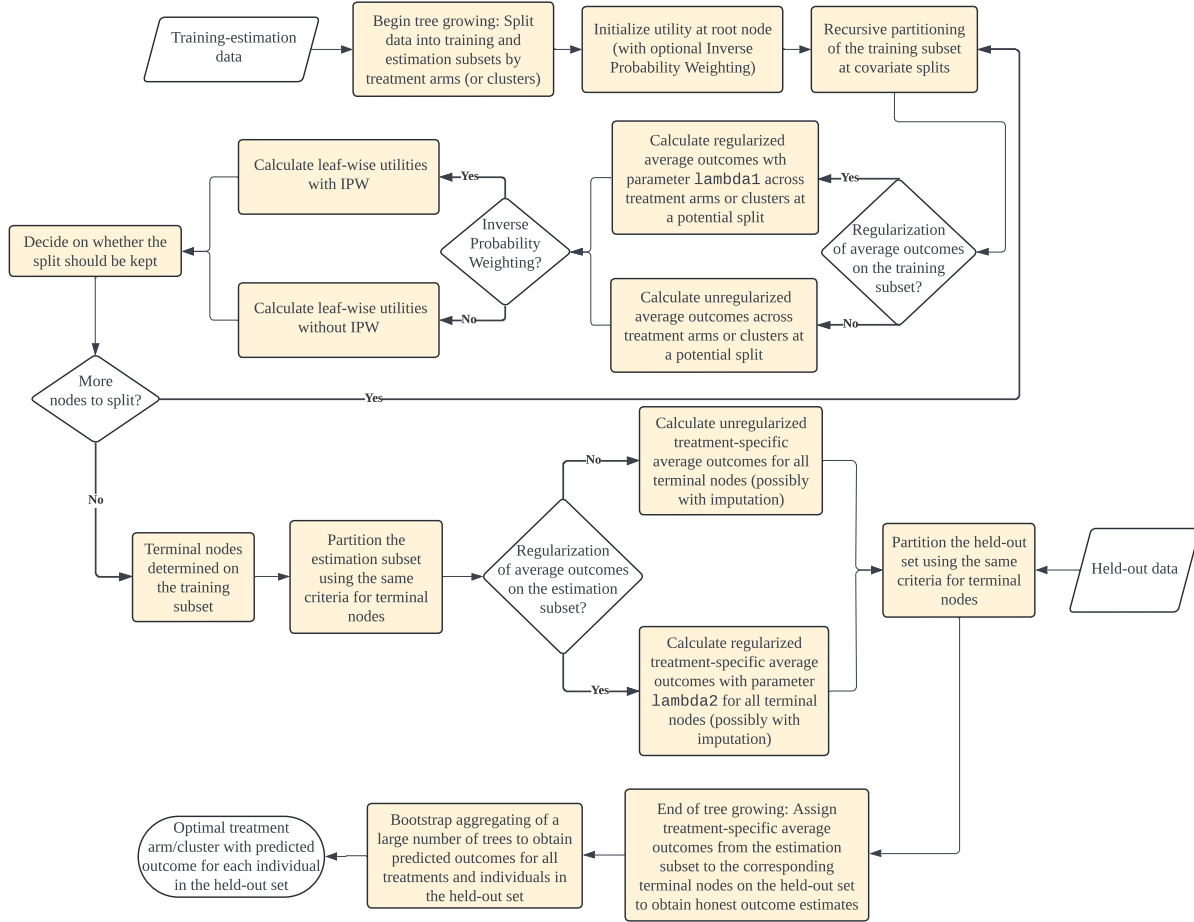 Training-estimation
data
Begin tree growing: Split
data into training and
estimation subsets by
treatment arms (or clusters)
Initialize utility at root node
(with optional Inverse
Probability Weighting)
Recursive partitioning
of the training subset
at covariate splits
Regularization
of average outcomes
on the training
subset?
Yes
No
Calculate regularized
average outcomes wth
parameter lambda1 across
treatment arms or clusters at
a potential split
Calculate unregularized
average outcomes across
treatment arms or clusters at
a potential split
Inverse
Probability
Weighting?
Yes
No
Calculate leaf-wise utilities
with IPW
Calculate leaf-wise utilities
without IPW
Decide on whether the
split should be kept
More
nodes to split?
Yes
No
Terminal nodes
determined on
the training
subset
Partition the
estimation subset
using the same
criteria for terminal
nodes
Regularization
of average outcomes
on the estimation
subset?
No
Yes
Calculate unregularized
treatment-specific
average outcomes for all
terminal nodes (possibly
with imputation)
Calculate regularized
treatment-specific average
outcomes with parameter
lambda2 for all terminal
nodes (possibly with
imputation)
Partition the held-out
set using the same
criteria for terminal
nodes
Held-out data
End of tree growing: Assign
treatment-specific average
outcomes from the estimation
subset to the corresponding
terminal nodes on the held-out set
to obtain honest outcome estimates
Bootstrap aggregating of a
large number of trees to obtain
predicted outcomes for all
treatments and individuals in
the held-out set
Optimal treatment
arm/cluster with predicted
outcome for each individual
in the held-out set